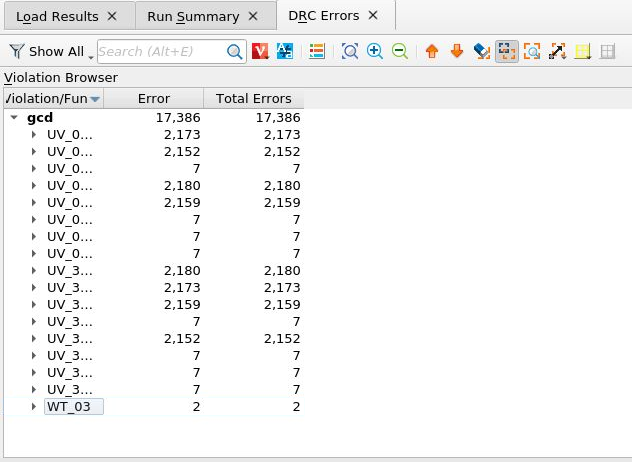 Load Results Run Summary DRC Errors
Show All Search (Alt+E)
Violation Browser
Violation/Fun Error Total Errors
gcd 17,386 17,386
UV_0... 2,173 2,173
UV_0... 2,152 2,152
UV_0... 7 7
UV_0... 2,180 2,180
UV_0... 2,159 2,159
UV_0... 7 7
UV_0... 7 7
UV_0... 7 7
UV_3... 2,180 2,180
UV_3... 2,173 2,173
UV_3... 2,159 2,159
UV_3... 7 7
UV_3... 2,152 2,152
UV_3... 7 7
UV_3... 7 7
UV_3... 7 7
WT_03 2 2